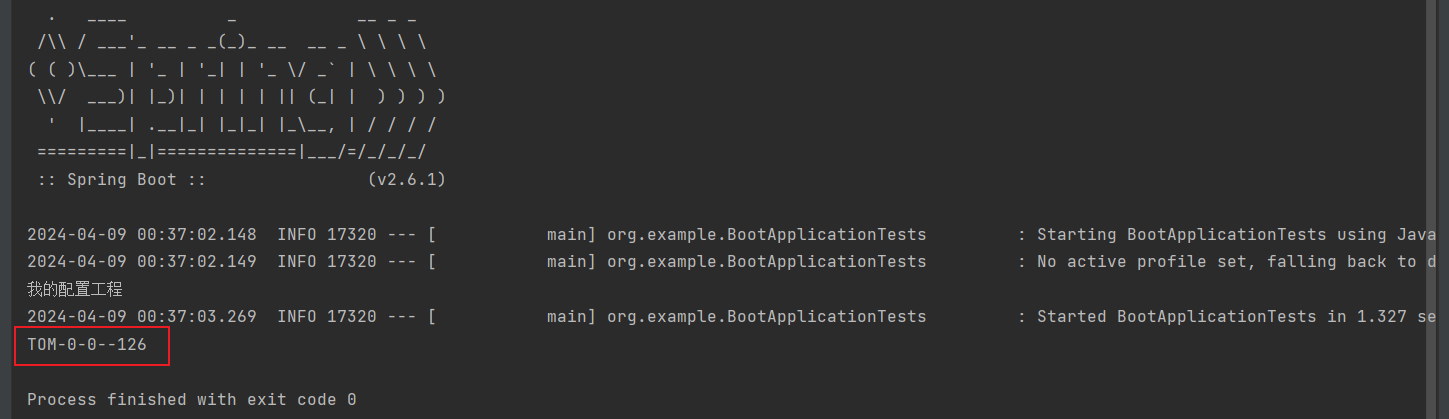 .   ____          _            __ _ _
 /\\ / ___'_ __ _ _(_)_ __  __ _ \ \ \ \
( ( )\___ | '_ | '_| | '_ \/ _` | \ \ \ \
 \\/  ___)| |_)| | | | | || (_| |  ) ) ) )
  '  |____| .__|_| |_|_| |_\__, | / / / /
 =========|_|==============|___/=/_/_/_/
 :: Spring Boot ::                (v2.6.1)
2024-04-09 00:37:02.148  INFO 17320 --- [           main] org.example.BootApplicationTests         : Starting BootApplicationTests using Java
2024-04-09 00:37:02.149  INFO 17320 --- [           main] org.example.BootApplicationTests         : No active profile set, falling back to d
我的配置工程
2024-04-09 00:37:03.269  INFO 17320 --- [           main] org.example.BootApplicationTests         : Started BootApplicationTests in 1.327 se
TOM-0-0--126
Process finished with exit code 0